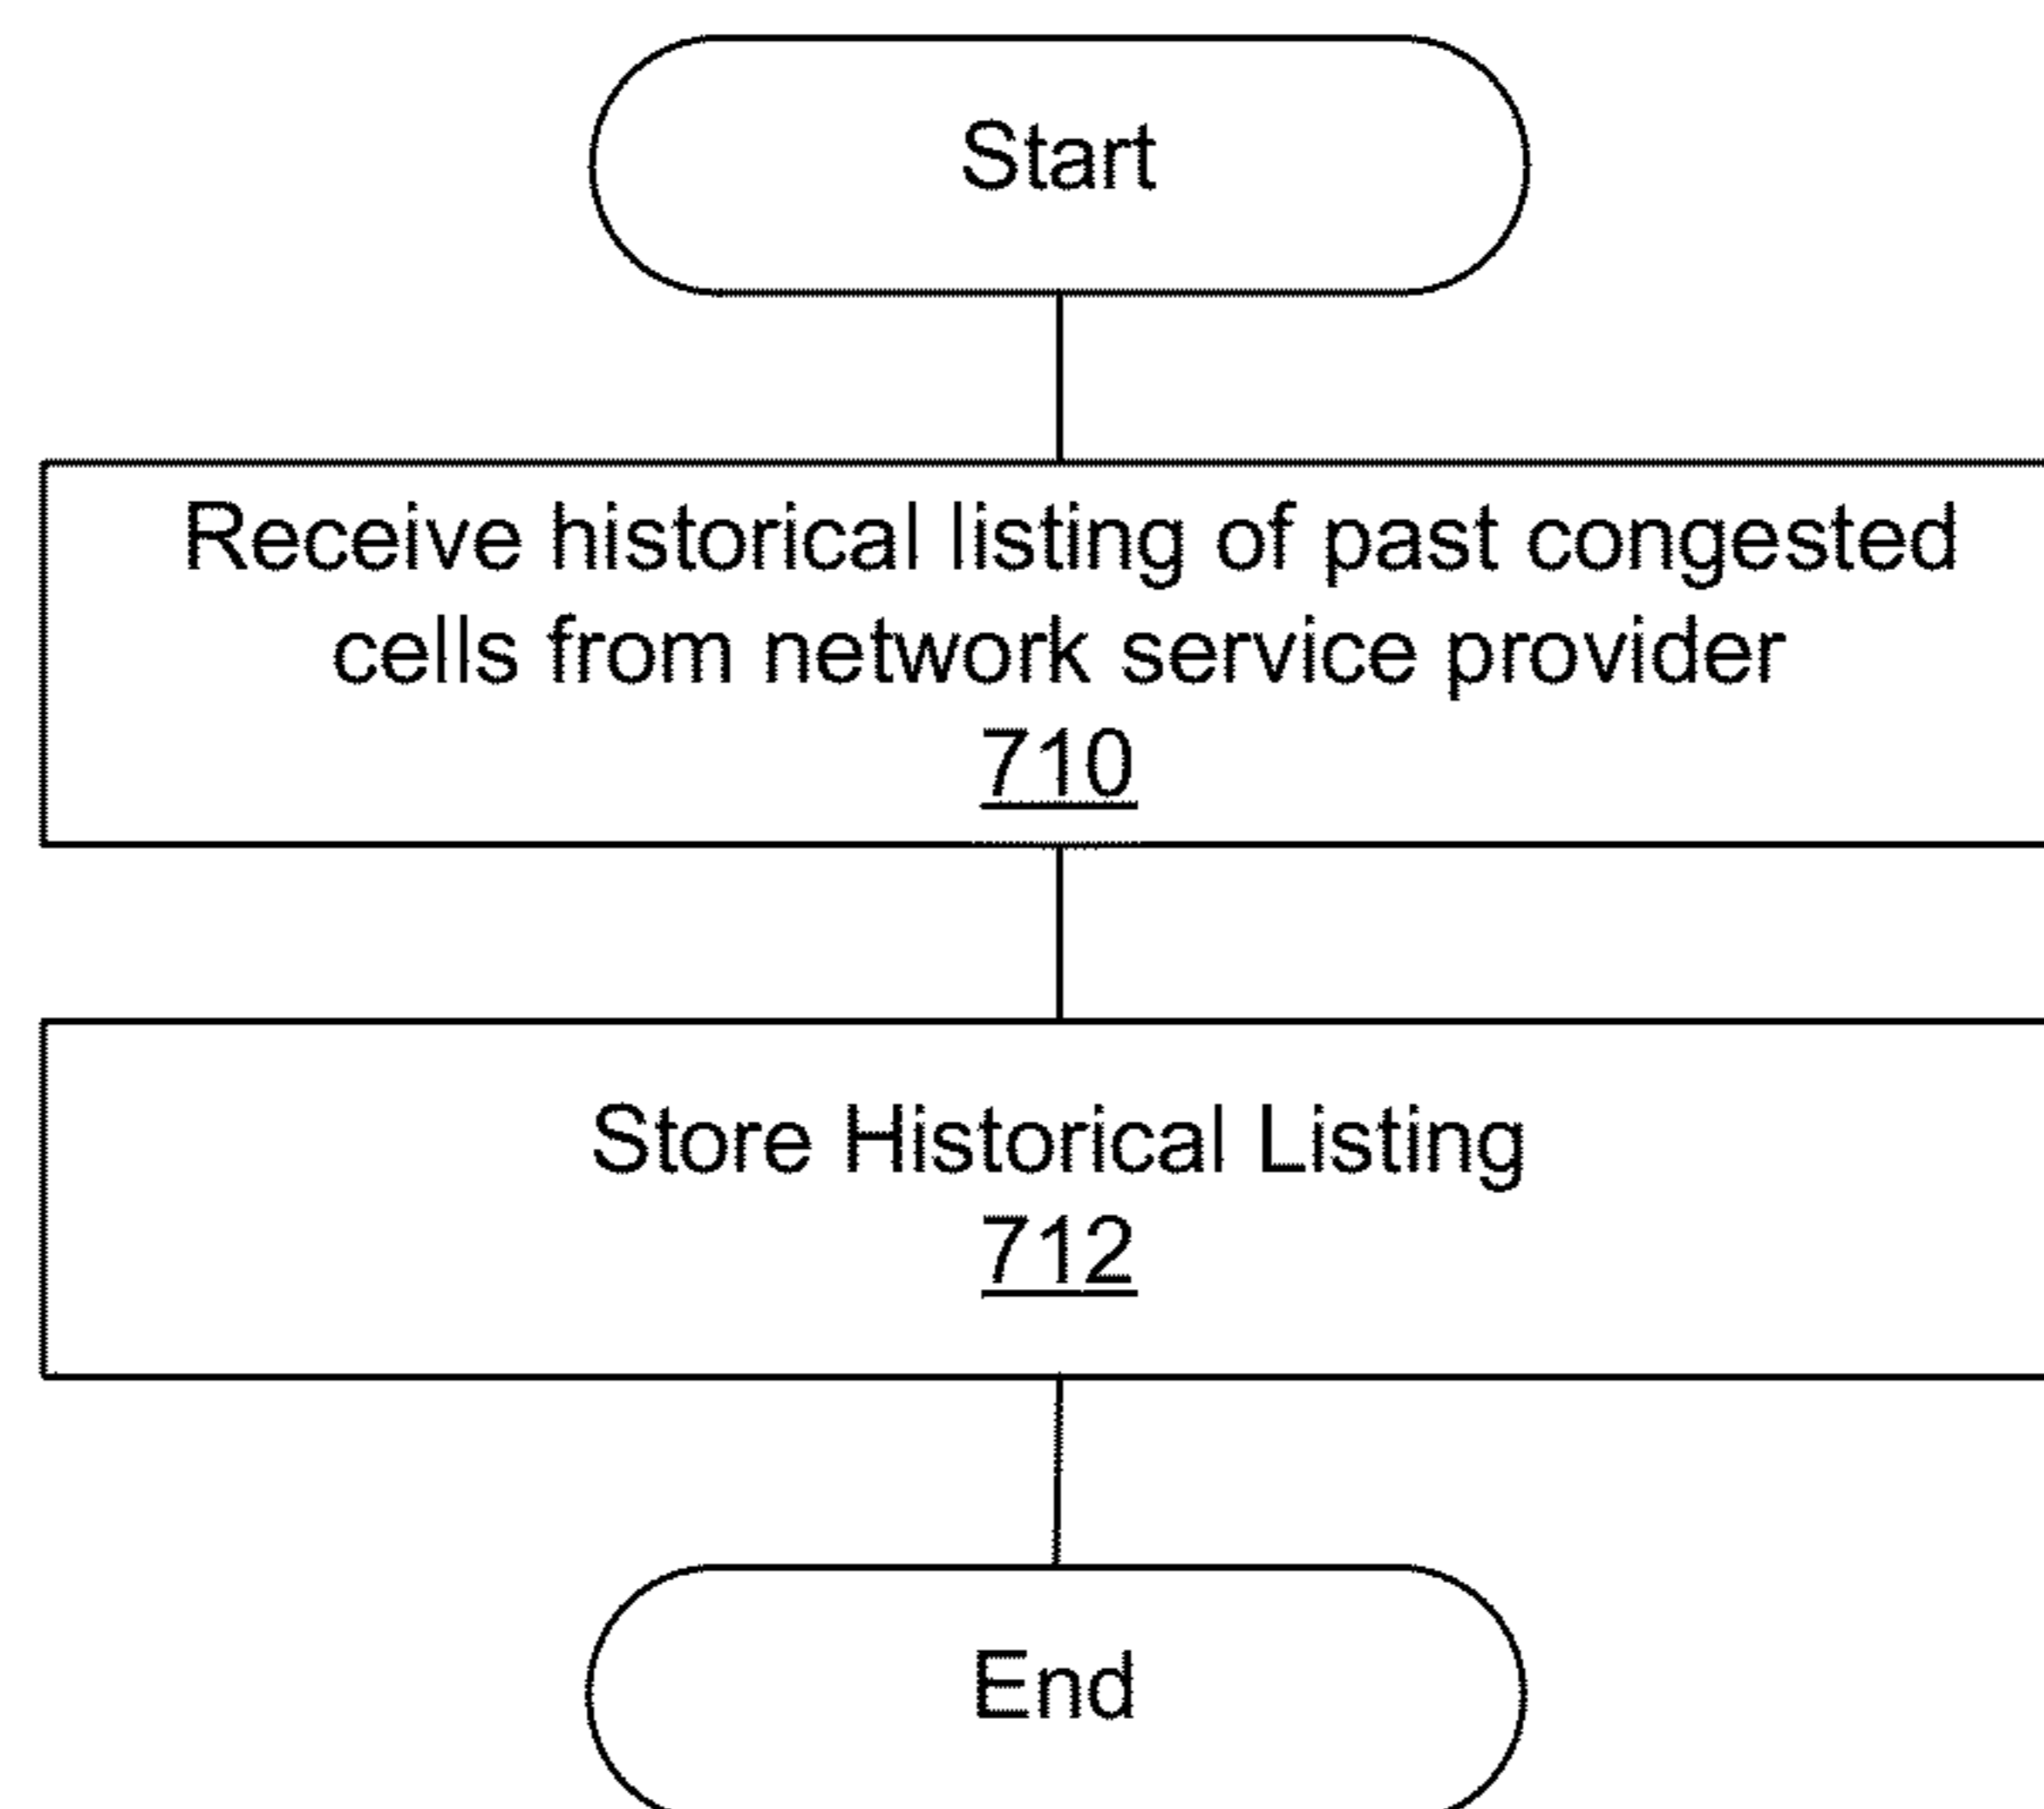 Start
Receive historical listing of past congested
cells from network service provider
710
Store Historical Listing
712
End